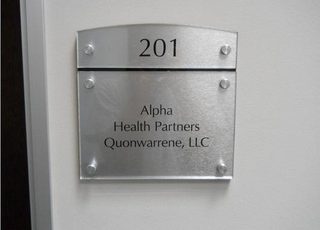 201
Alpha
Health Partners
Quonwarrene, LLC